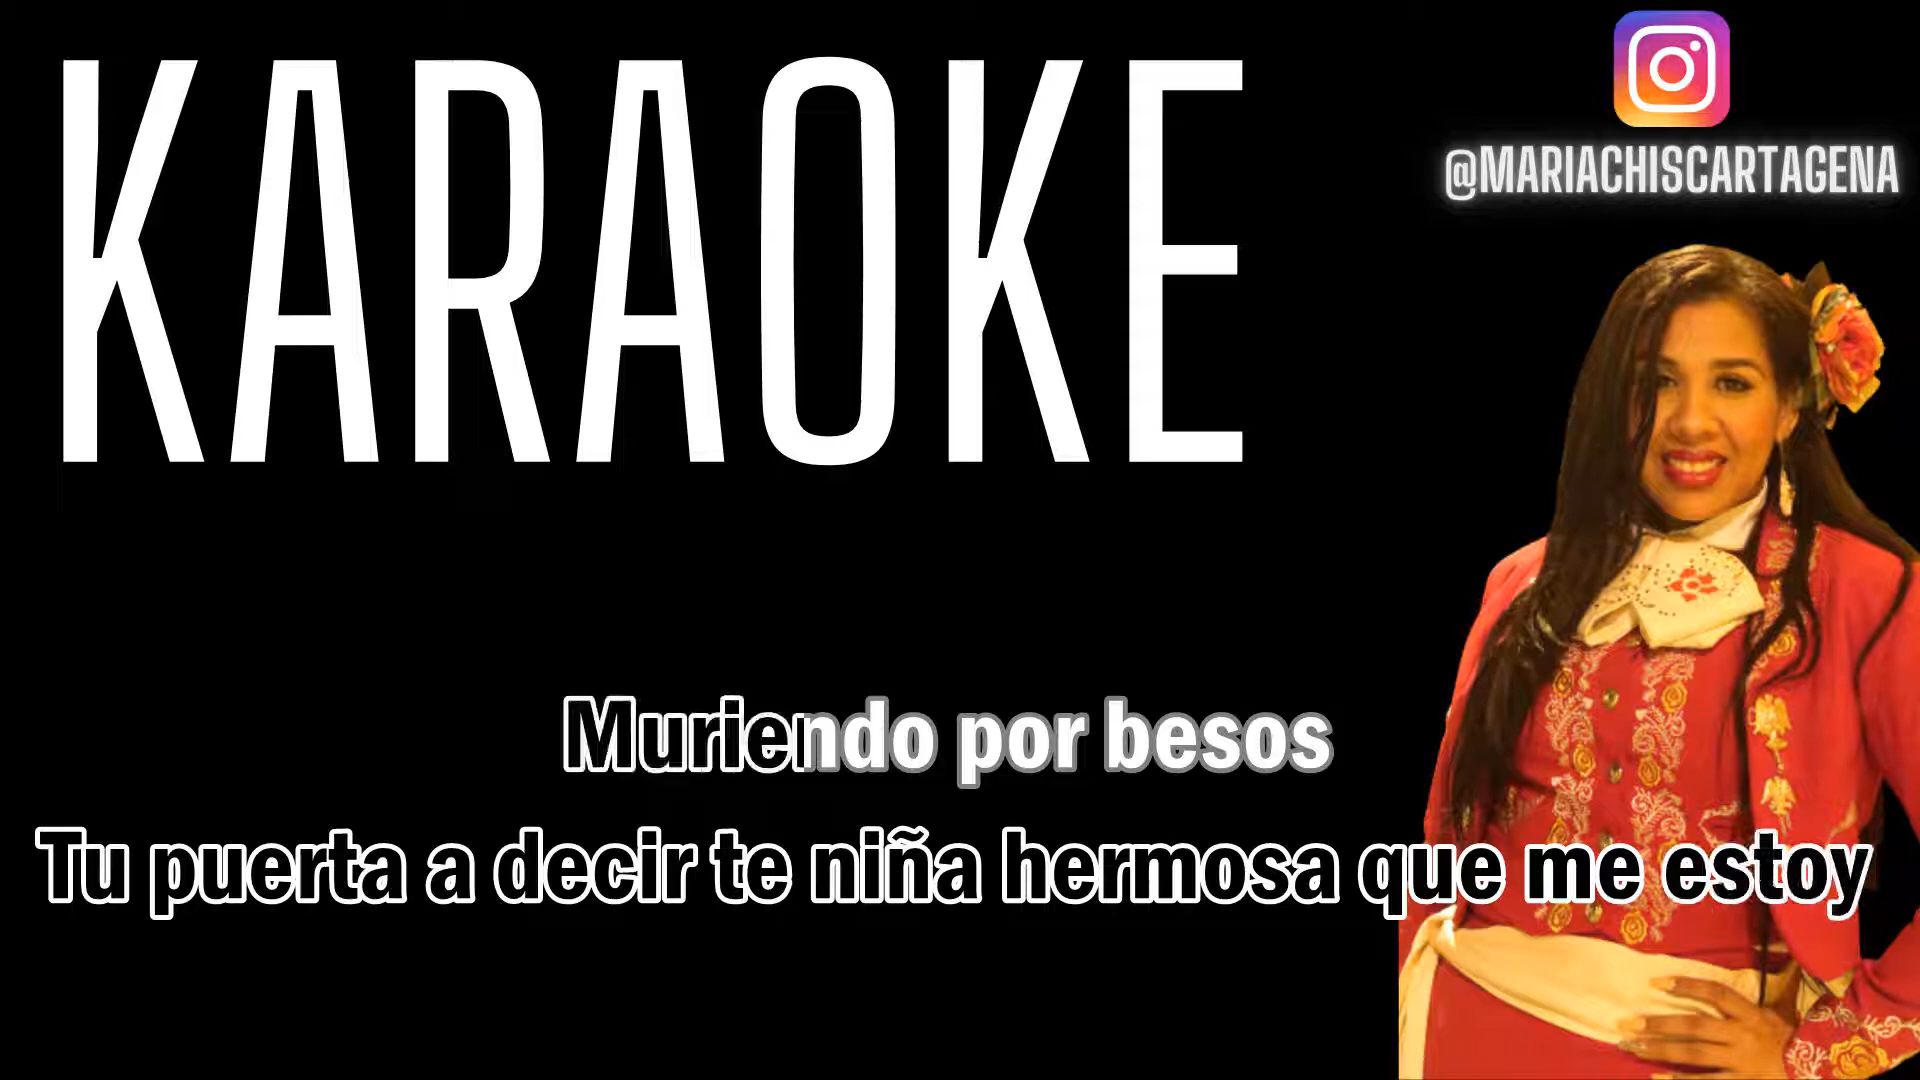 KARAOKE
@MARIACHISCARTAGENA
Muriendo por besos
Tu puerta a decir te niña hermosa que me estoy